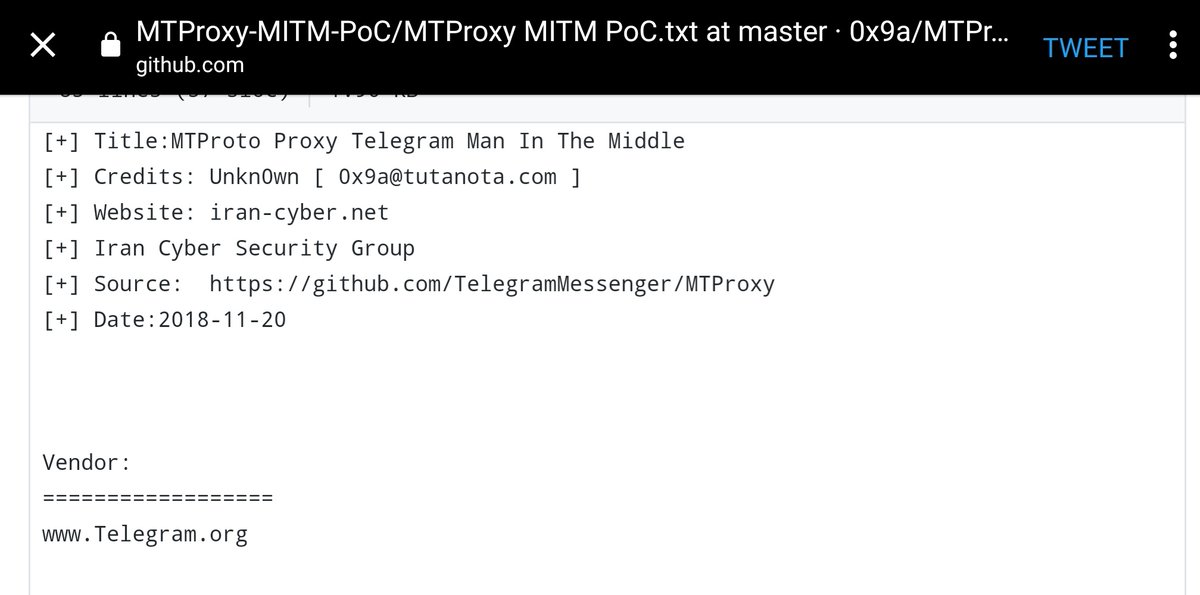 MTProxy-MITM-PoC/MTProxy MITM PoC.txt at master · 0x9a/MTPr...
github.com
TWEET
[+] Title:MTProto Proxy Telegram Man In The Middle
[+] Credits: Unkn0wn [ 0x9a@tutanota.com ]
[+] Website: iran-cyber.net
[+] Iran Cyber Security Group
[+] Source:  https://github.com/TelegramMessenger/MTProxy
[+] Date:2018-11-20
Vendor:
==================
www.Telegram.org